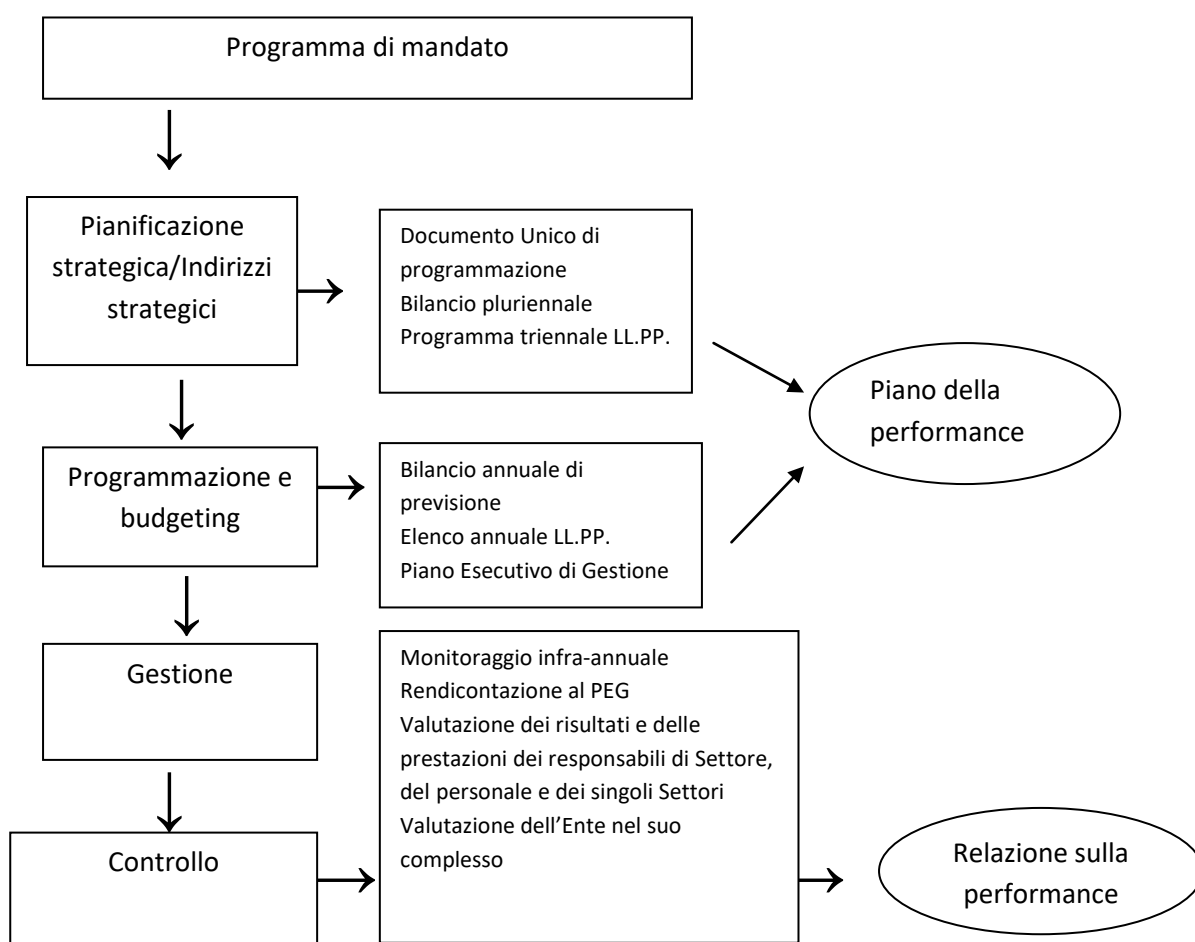 Programma di mandato
Pianificazione
strategica/Indirizzi
strategici
Documento Unico di
programmazione
Bilancio pluriennale
Programma triennale LL.PP.
Piano della
performance
Programmazione e
budgeting
Bilancio annuale di
previsione
Elenco annuale LL.PP.
Piano Esecutivo di Gestione
Gestione
Monitoraggio infra-annuale
Rendicontazione al PEG
Valutazione dei risultati e delle
prestazioni dei responsabili di Settore,
del personale e dei singoli Settori
Valutazione dell’Ente nel suo
complesso
Controllo
Relazione sulla
performance